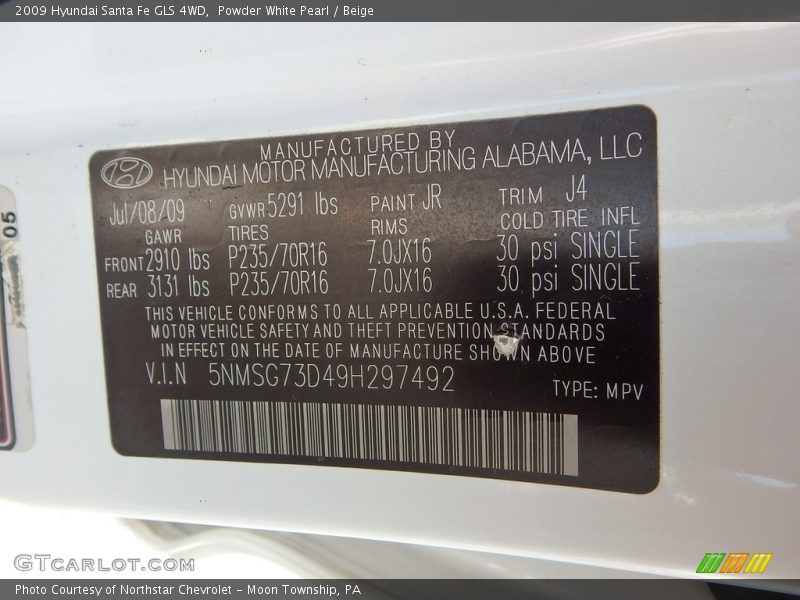 2009 Hyundai Santa Fe GLS 4WD,  Powder White Pearl / Beige
MANUFACTURED BY
HYUNDAI MOTOR MANUFACTURING ALABAMA, LLC
Jul/08/09 GVWR 5291 lbs PAINT JR TRIM J4
GAWR TIRES RIMS COLD TIRE INFL
FRONT 2910 lbs P235/70R16 7.0JX16 30 psi SINGLE
REAR 3131 lbs P235/70R16 7.0JX16 30 psi SINGLE
THIS VEHICLE CONFORMS TO ALL APPLICABLE U.S.A. FEDERAL
MOTOR VEHICLE SAFETY AND THEFT PREVENTION STANDARDS
IN EFFECT ON THE DATE OF MANUFACTURE SHOWN ABOVE
V.I.N 5NMSG73D49H297492
TYPE: MPV
05
GTcarlot.com
Photo Courtesy of Northstar Chevrolet - Moon Township, PA